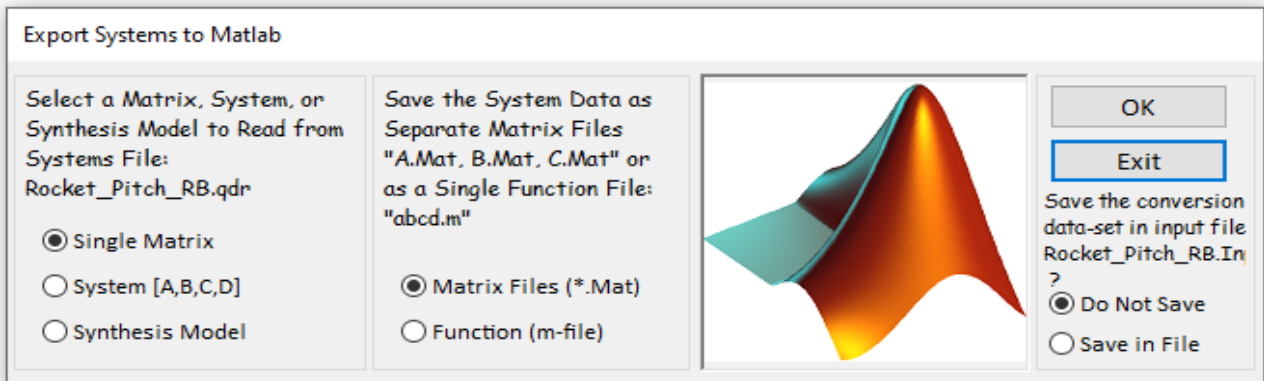 Export Systems to Matlab
Select a Matrix, System, or
Synthesis Model to Read from
Systems File:
Rocket_Pitch_RB.qdr
Single Matrix
System [A,B,C,D]
Synthesis Model
Save the System Data as
Separate Matrix Files
"A.Mat, B.Mat, C.Mat" or
as a Single Function File:
"abcd.m"
Matrix Files (*.Mat)
Function (m-file)
OK
Exit
Save the conversion
data-set in input file
Rocket_Pitch_RB.In
?
Do Not Save
Save in File